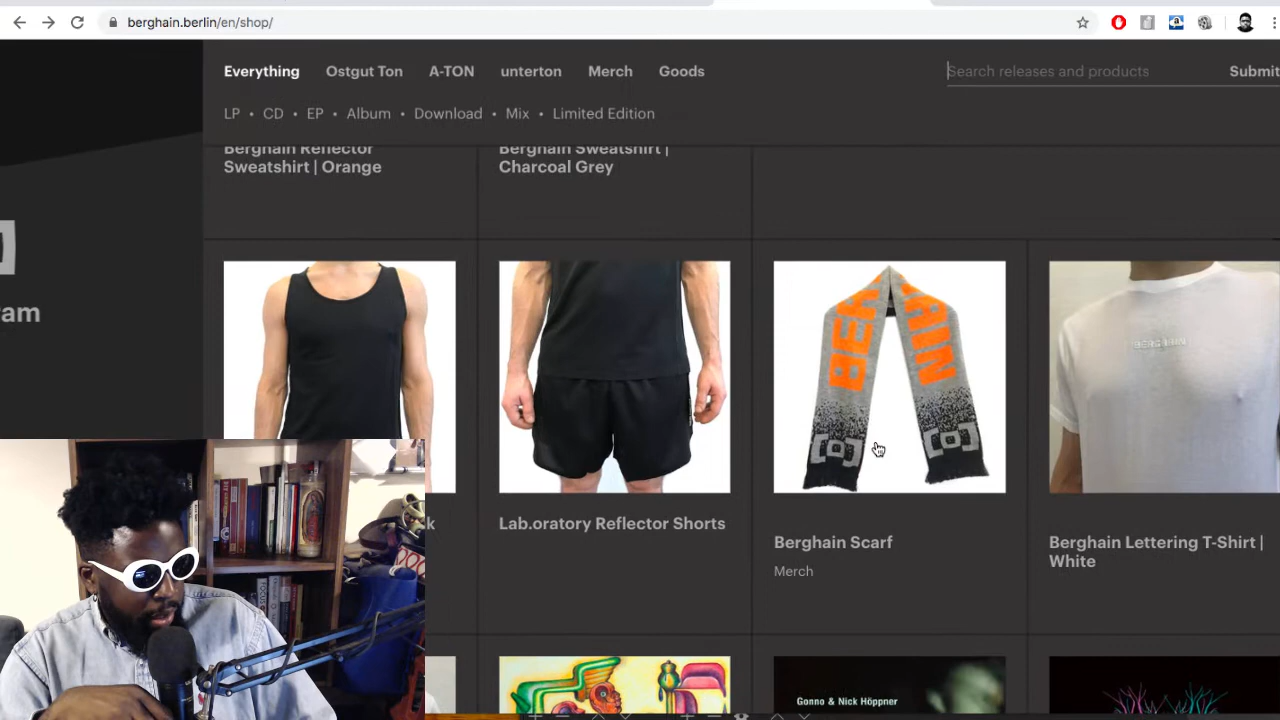 berghain.berlin/en/shop/
Everything Ostgut Ton A-TON unterton Merch Goods
Search releases and products Submit
LP • CD • EP • Album • Download • Mix • Limited Edition
Berghain Reflector
Sweatshirt | Orange
Berghain Sweatshirt |
Charcoal Grey
am
BERGHAIN
k
Lab.oratory Reflector Shorts
Berghain Scarf
Merch
Berghain Lettering T-Shirt |
White
Gonno & Nick Höppner